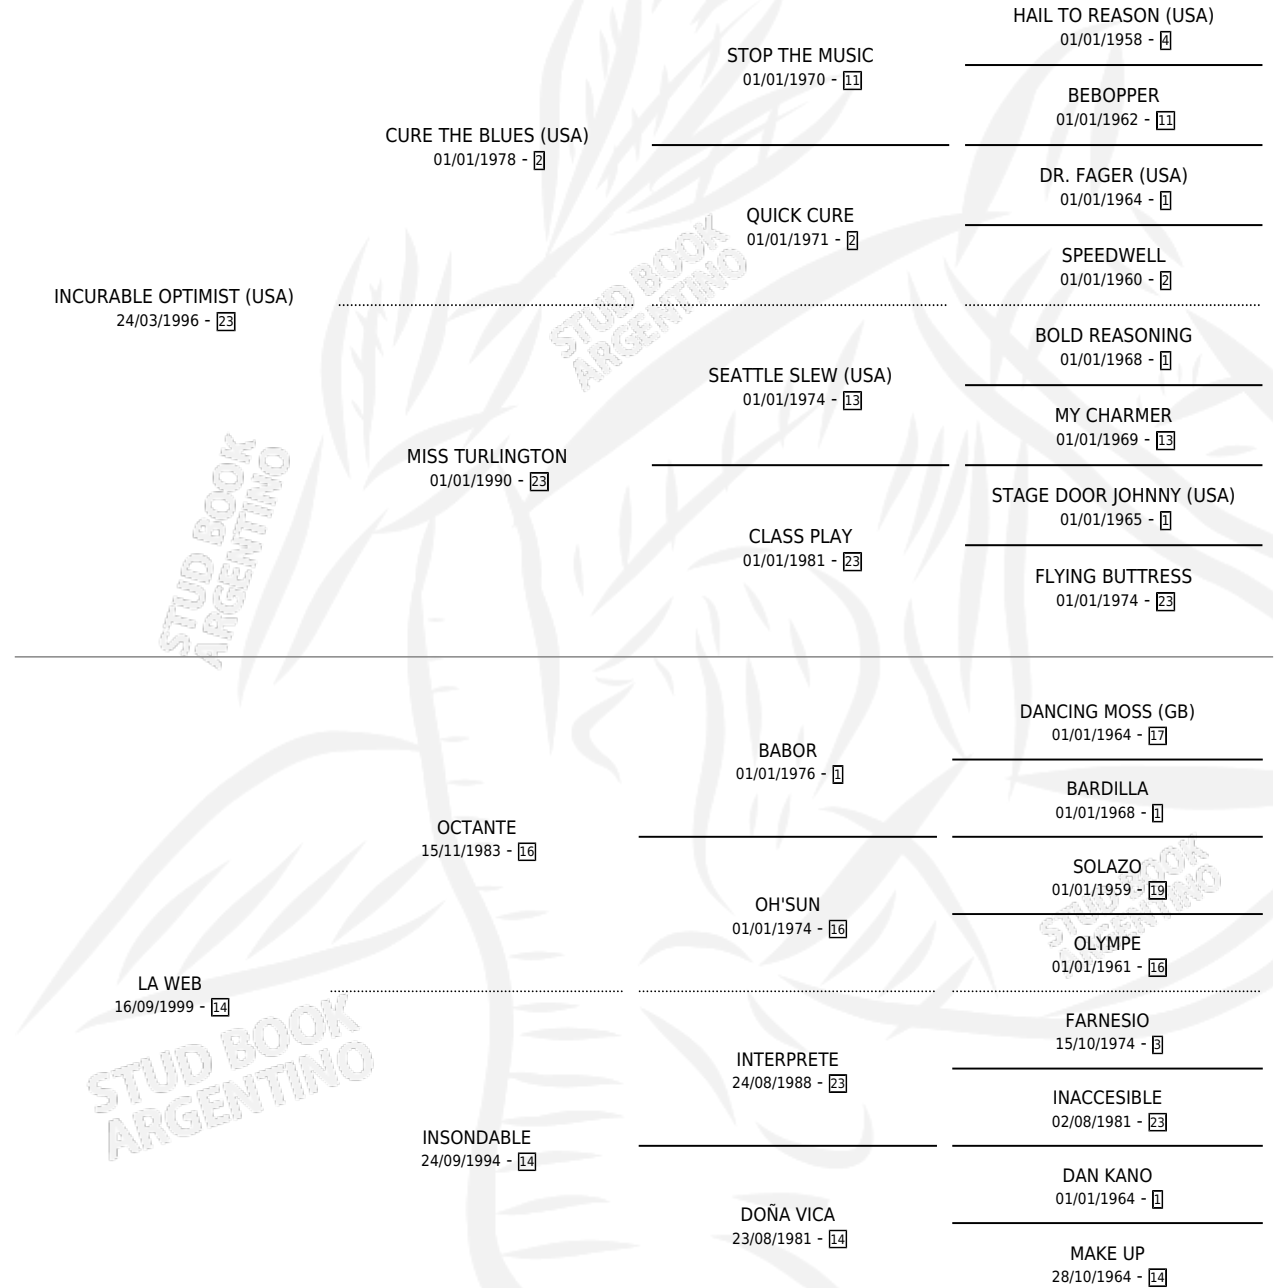 HAIL TO REASON (USA)
01/01/1958 - 4
STOP THE MUSIC
01/01/1970 - 11
BEBOPPER
01/01/1962 - 11
CURE THE BLUES (USA)
01/01/1978 - 2
DR. FAGER (USA)
01/01/1964 - 1
QUICK CURE
01/01/1971 - 2
SPEEDWELL
01/01/1960 - 2
INCURABLE OPTIMIST (USA)
24/03/1996 - 23
STUD BOOK
ARGENTINO
BOLD REASONING
01/01/1968 - 1
SEATTLE SLEW (USA)
01/01/1974 - 13
MY CHARMER
01/01/1969 - 13
MISS TURLINGTON
01/01/1990 - 23
STAGE DOOR JOHNNY (USA)
01/01/1965 - 1
CLASS PLAY
01/01/1981 - 23
FLYING BUTTRESS
01/01/1974 - 23
STUD BOOK
ARGENTINO
DANCING MOSS (GB)
01/01/1964 - 17
BABOR
01/01/1976 - 1
BARDILLA
01/01/1968 - 1
OCTANTE
15/11/1983 - 16
SOLAZO
01/01/1959 - 19
OH'SUN
01/01/1974 - 16
OLYMPE
01/01/1961 - 16
STUD BOOK
ARGENTINO
LA WEB
16/09/1999 - 14
FARNESIO
15/10/1974 - 3
INTERPRETE
24/08/1988 - 23
INACCESIBLE
02/08/1981 - 23
STUD BOOK
ARGENTINO
INSONDABLE
24/09/1994 - 14
DAN KANO
01/01/1964 - 1
DOÑA VICA
23/08/1981 - 14
MAKE UP
28/10/1964 - 14